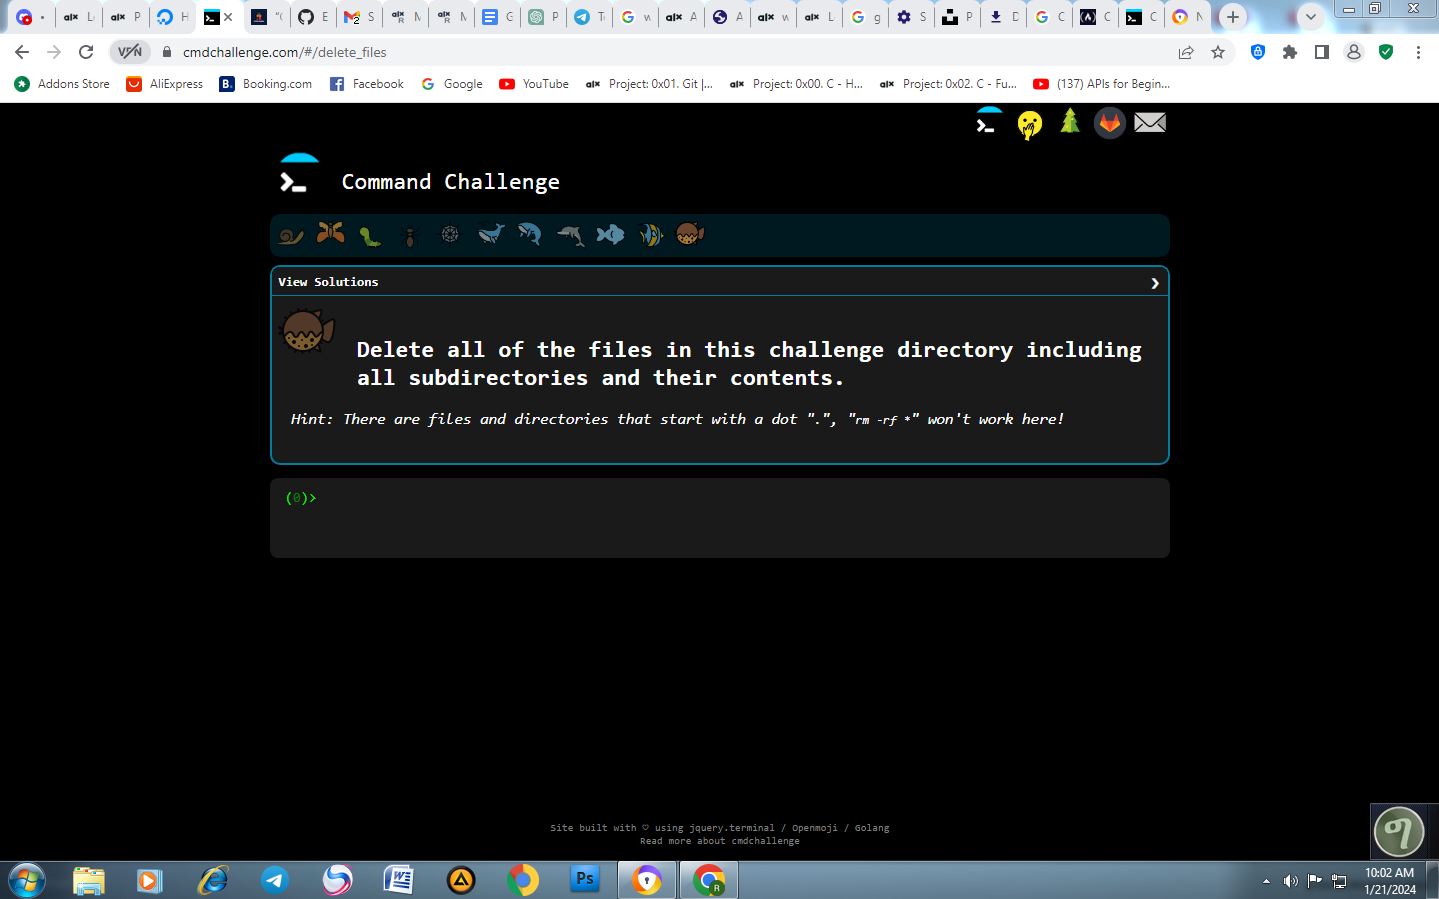 VPN cmdchallenge.com/#/delete_files
Addons Store AliExpress Booking.com Facebook Google YouTube Project: 0x01. Git |... Project: 0x00. C - H... Project: 0x02. C - Fu... (137) APIs for Begin...
Command Challenge
View Solutions
Delete all of the files in this challenge directory including
all subdirectories and their contents.
Hint: There are files and directories that start with a dot ".", "rm -rf *" won't work here!
(0)>
Site built with ♡ using jquery.terminal / Openmoji / Golang
Read more about cmdchallenge
10:02 AM
1/21/2024